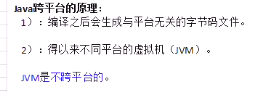 Java跨平台的原理：
1）：编译之后会生成与平台无关的字节码文件。
2）：得以来不同平台的虚拟机（JVM）。
JVM是不跨平台的。